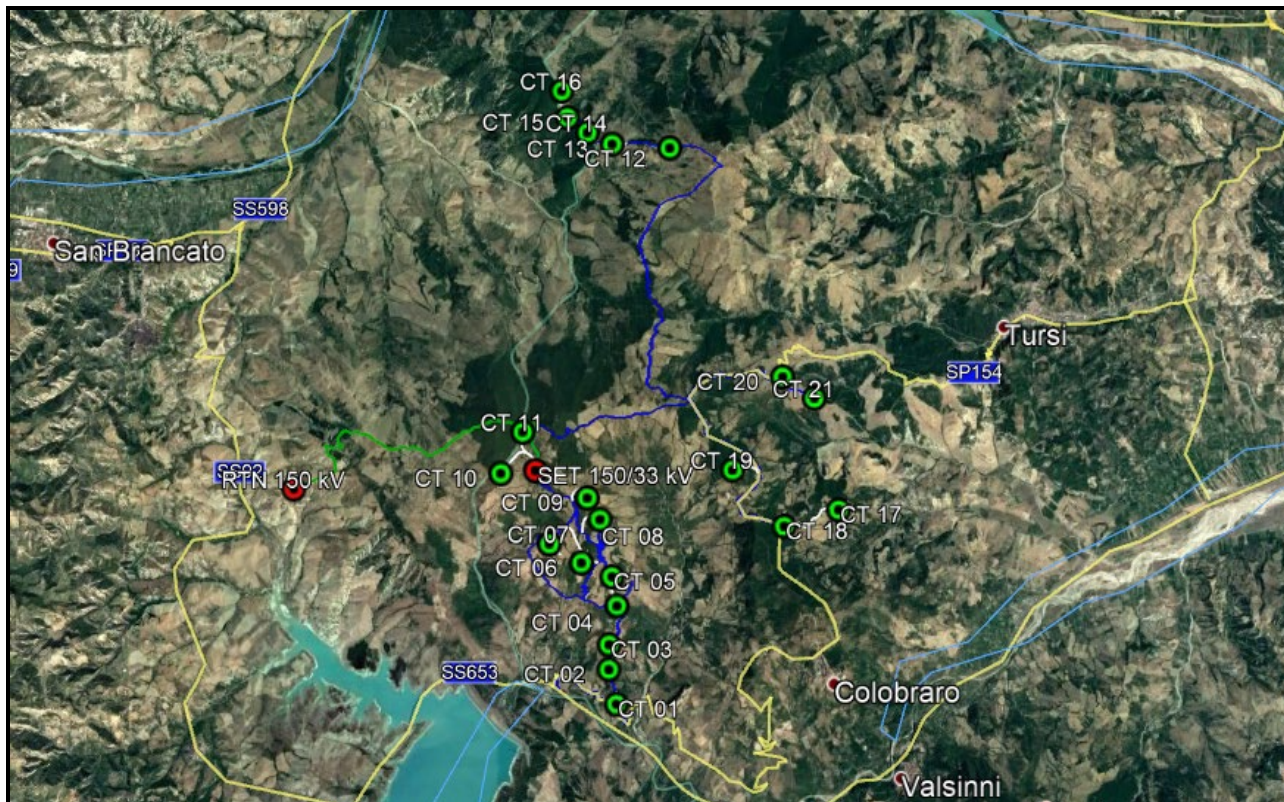 CT 16
CT 15
CT 14
CT 13
CT 12
SS598
San Brancato
9
Tursi
SP154
CT 20
CT 21
CT 11
CT 19
RTN 150 kV
CT 10
SET 150/33 kV
CT 09
CT 17
CT 18
CT 07
CT 08
CT 06
CT 05
CT 04
CT 03
CT 02
SS653
Colobraro
CT 01
Valsinni